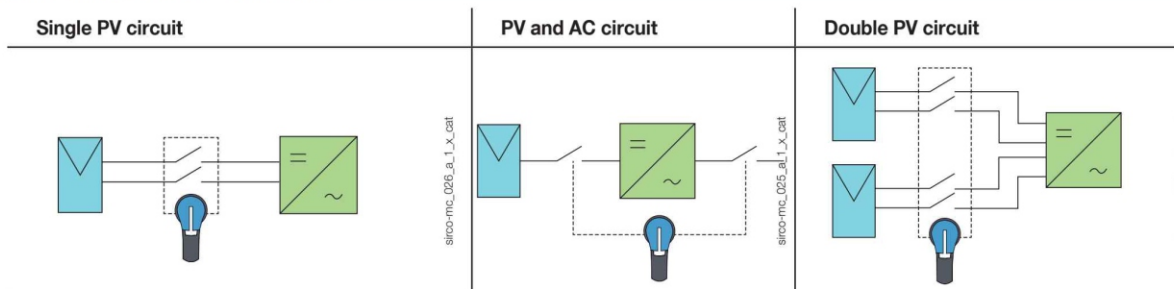 Single PV circuit
PV and AC circuit
Double PV circuit
sirco-mc_026_a_1_x_cat
sirco-mc_025_a_1_x_cat